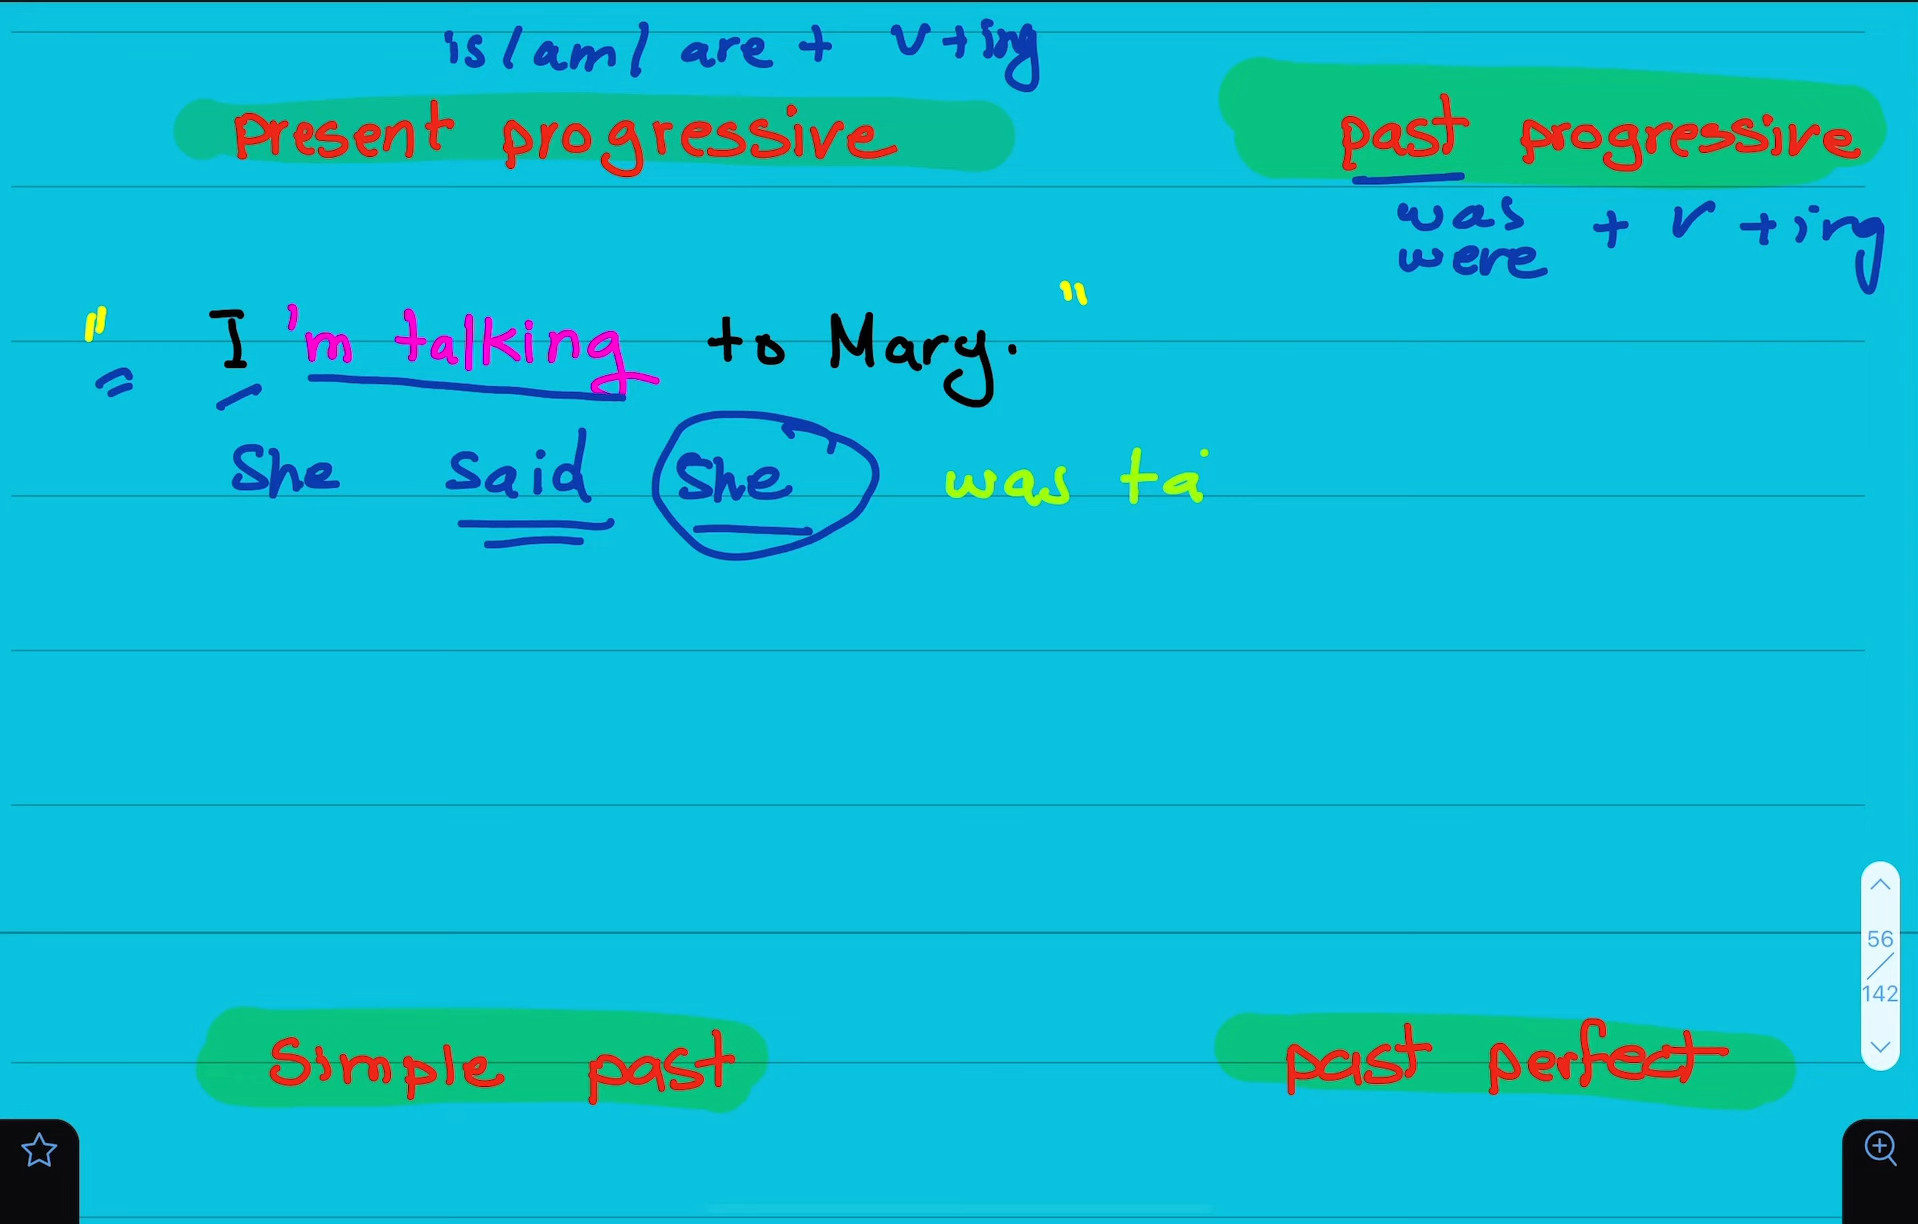 is/am/are + v+ing
present progressive
past progressive
was
were + v +ing
" I'm talking to Mary. "
She said she was ta
56
142
Simple past
past perfect